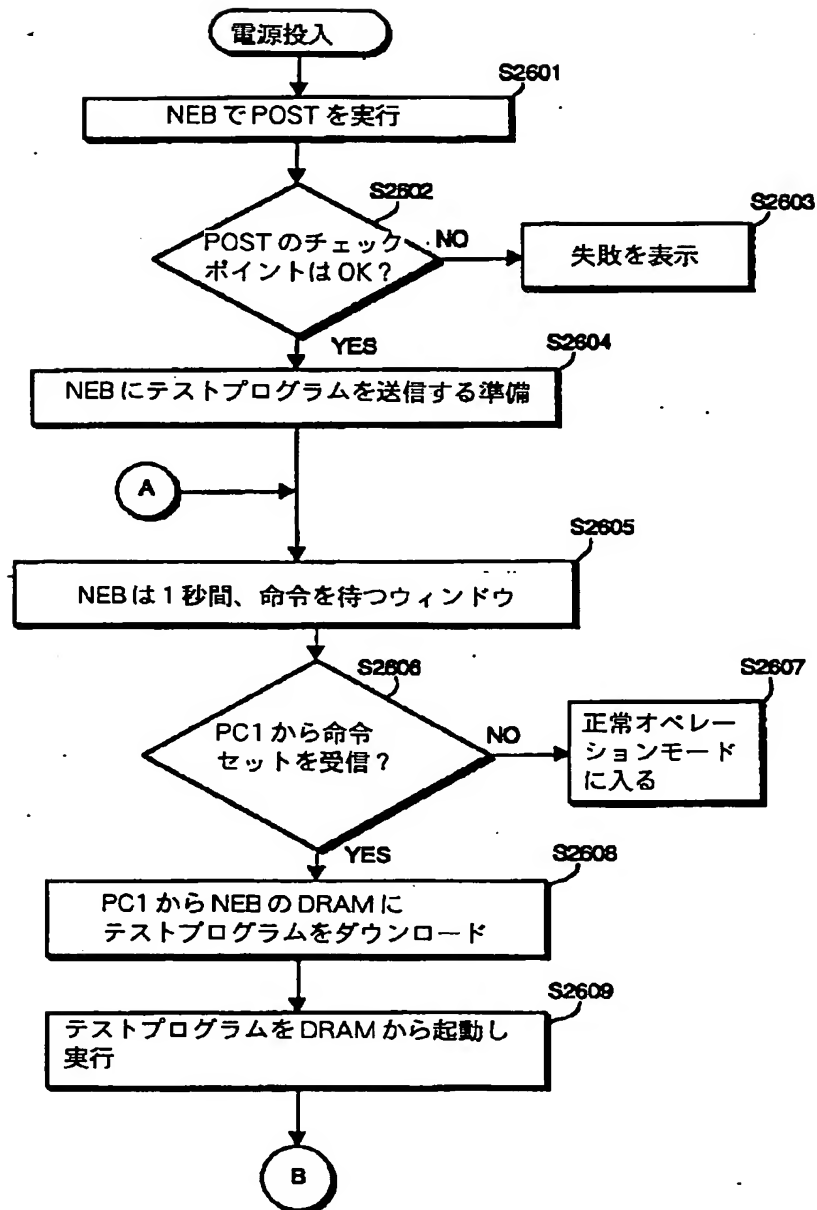 電源投入
S2601
NEBでPOSTを実行
S2602
POSTのチェック
ポイントはOK?
NO
S2603
失敗を表示
YES
S2604
NEBにテストプログラムを送信する準備
A
S2605
NEBは1秒間、命令を待つウィンドウ
S2606
PC1から命令
セットを受信?
NO
S2607
正常オペレー
ションモード
に入る
YES
S2608
PC1からNEBのDRAMに
テストプログラムをダウンロード
S2609
テストプログラムをDRAMから起動し
実行
B